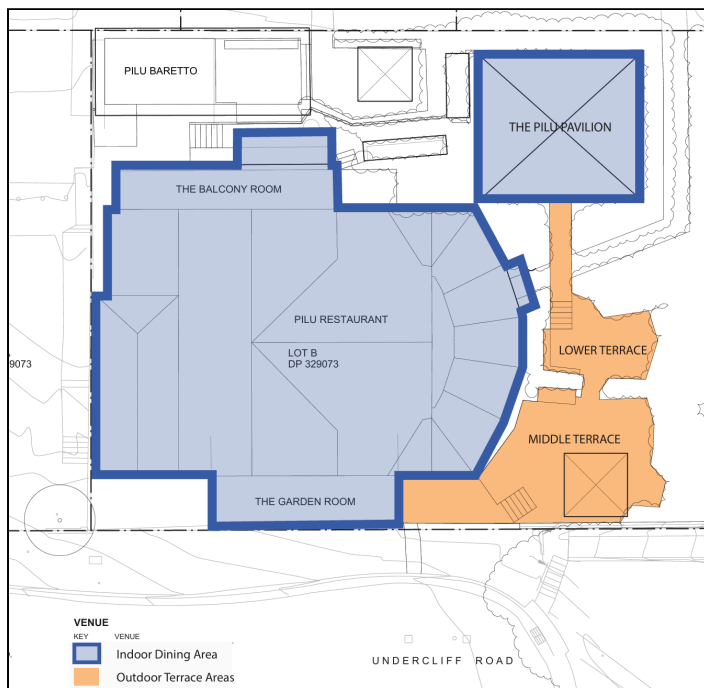 PILU BARETTO
THE PILU PAVILION
THE BALCONY ROOM
PILU RESTAURANT
LOT B
DP 329073
9073
LOWER TERRACE
MIDDLE TERRACE
THE GARDEN ROOM
VENUE
KEY VENUE
Indoor Dining Area
Outdoor Terrace Areas
UNDERCLIFF ROAD